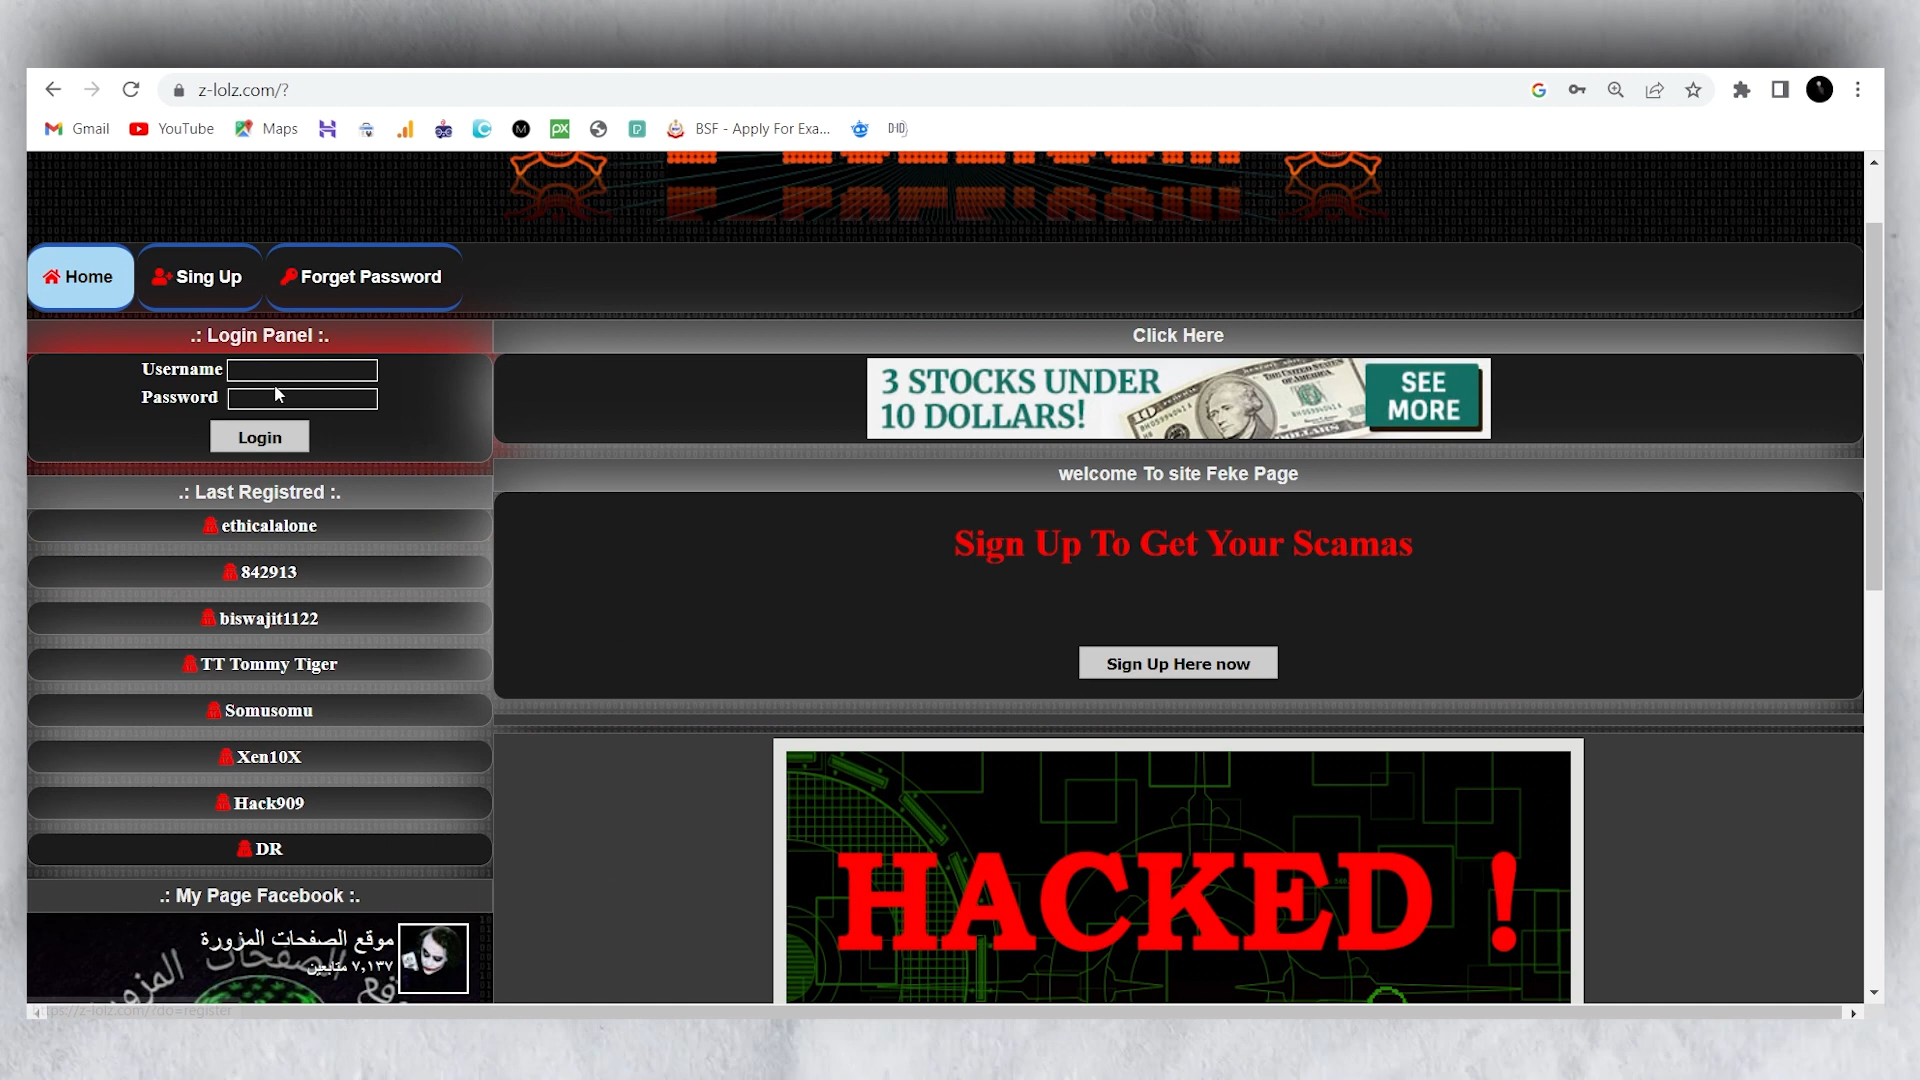 z-lolz.com/?
Gmail YouTube Maps BSF - Apply For Exa...
Home Sing Up Forget Password
.: Login Panel :.
Username
Password
Login
.: Last Registred :.
ethicalalone
842913
biswajit1122
TT Tommy Tiger
Somusomu
Xen10X
Hack909
DR
.: My Page Facebook :.
موقع الصفحات المزورة
٧,١٣٧ متابعين
Click Here
3 STOCKS UNDER
10 DOLLARS!
SEE
MORE
welcome To site Feke Page
Sign Up To Get Your Scamas
Sign Up Here now
HACKED !